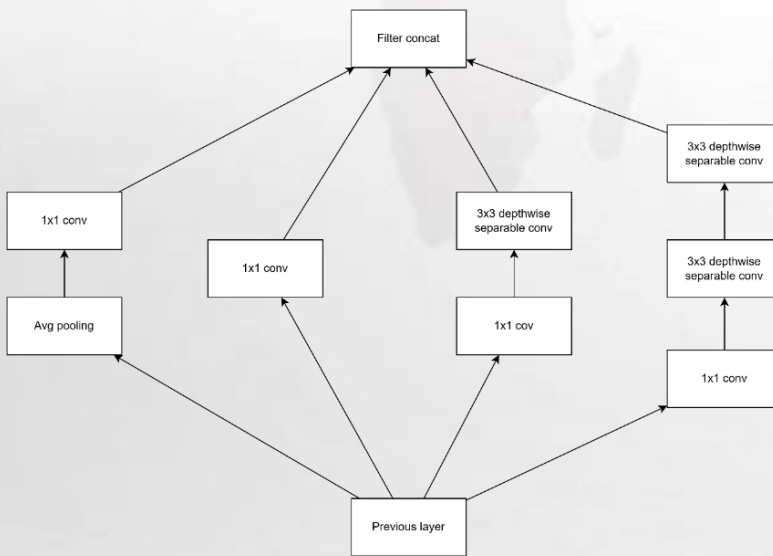 Filter concat
3x3 depthwise
separable conv
1x1 conv
3x3 depthwise
separable conv
1x1 conv
3x3 depthwise
separable conv
Avg pooling
1x1 cov
1x1 conv
Previous layer